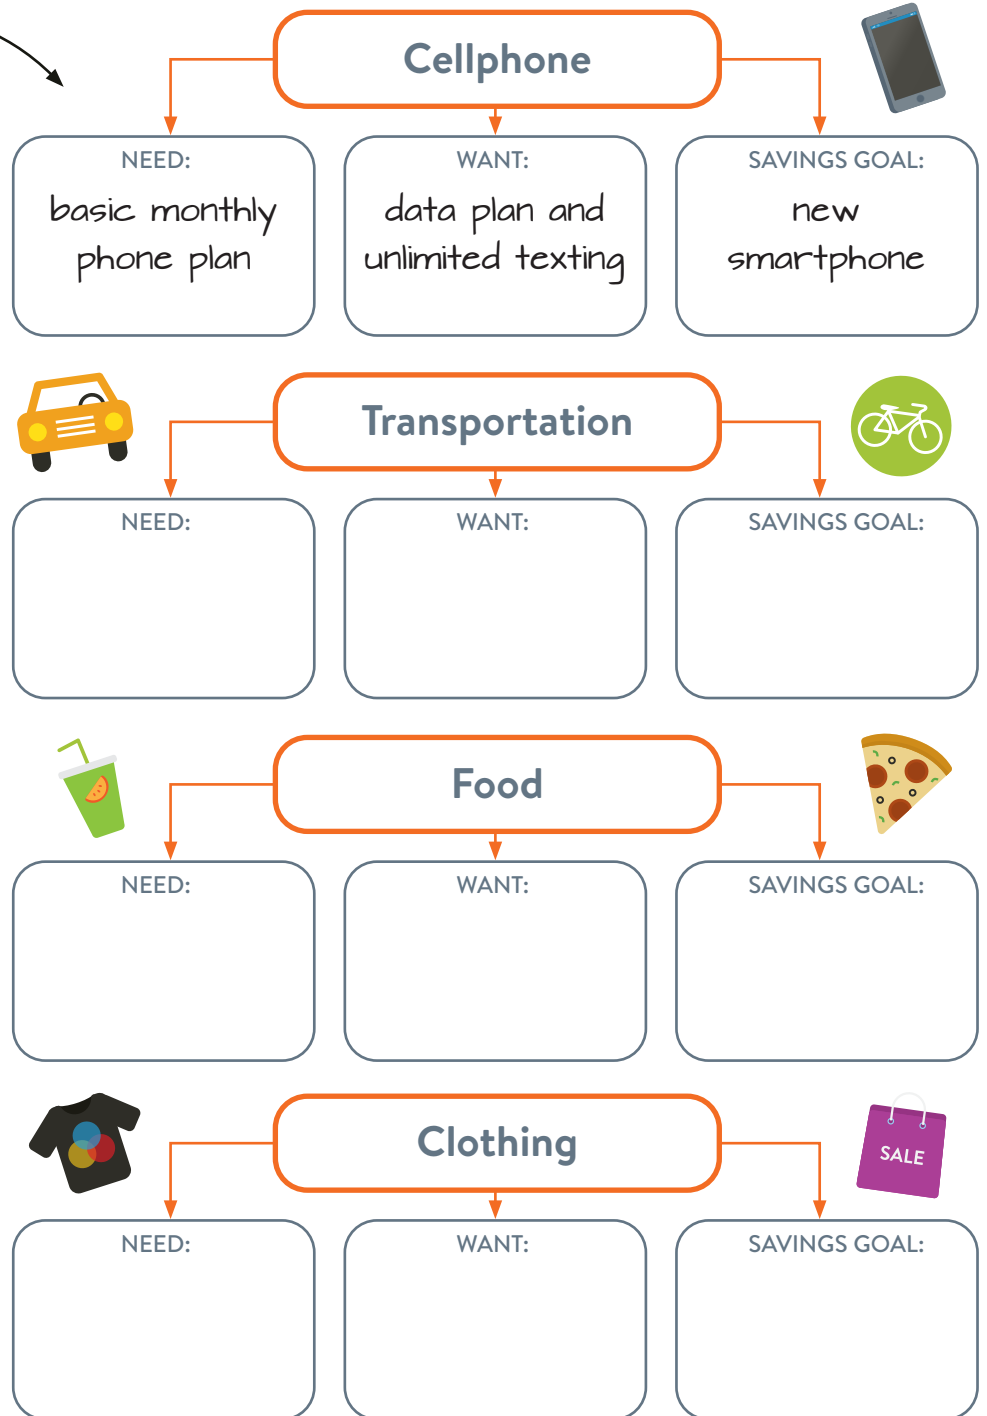 Cellphone
NEED:
basic monthly
phone plan
WANT:
data plan and
unlimited texting
SAVINGS GOAL:
new
smartphone
Transportation
NEED:
WANT:
SAVINGS GOAL:
Food
NEED:
WANT:
SAVINGS GOAL:
Clothing
SALE
NEED:
WANT:
SAVINGS GOAL: